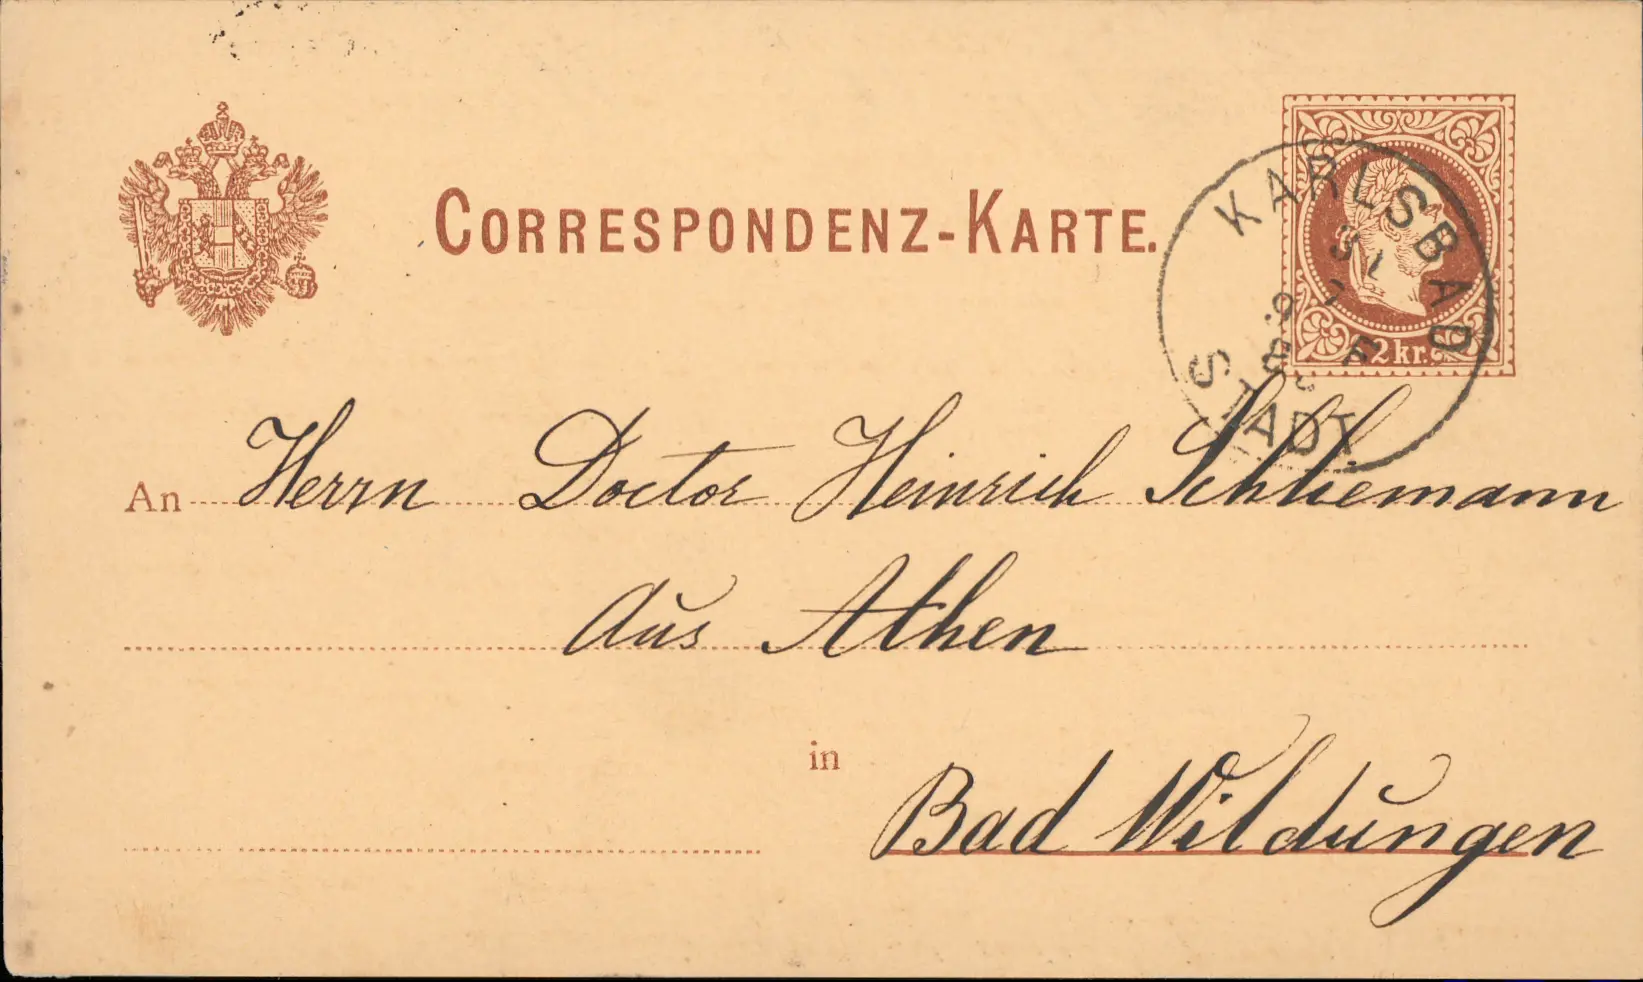 CORRESPONDENZ-KARTE.
KARLSBAD
STADT
2 kr.
An Herrn Doctor Heinrich Schliemann
Aus Athen
in
Bad Wildungen